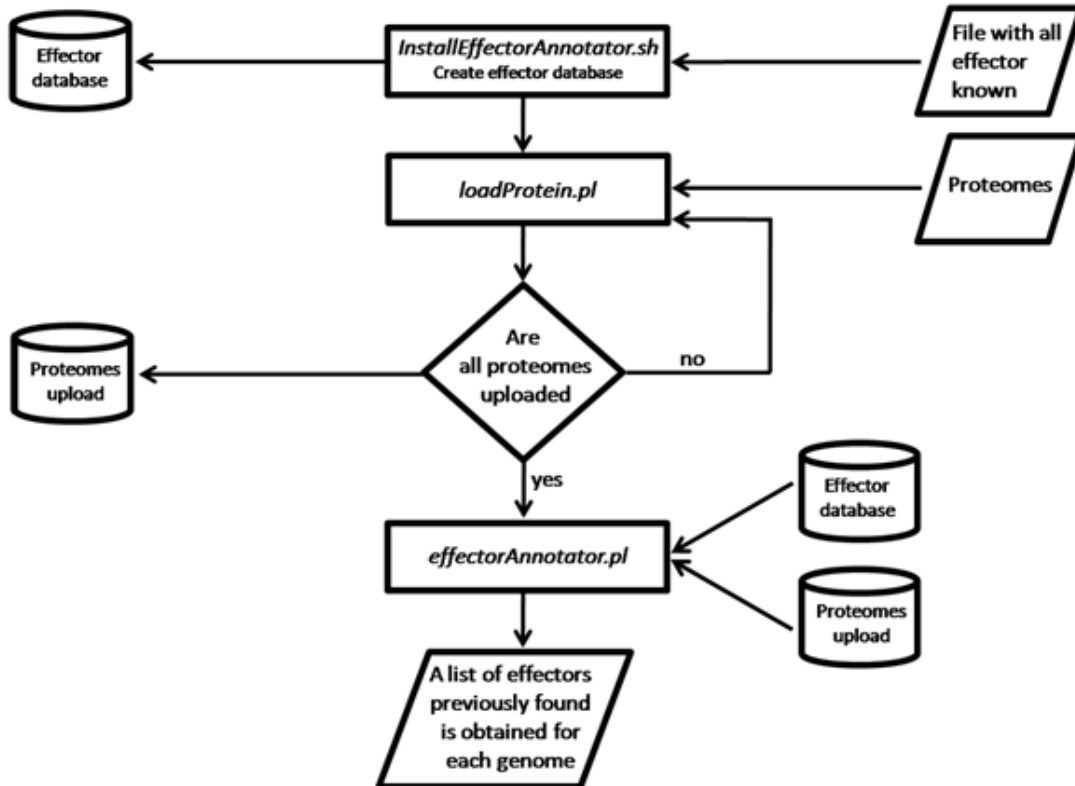 Effector
database
InstallEffectorAnnotator.sh
Create effector database
File with all
effector
known
loadProtein.pl
Proteomes
Are
all proteomes
uploaded
no
Proteomes
upload
yes
effectorAnnotator.pl
Effector
database
Proteomes
upload
A list of effectors
previously found
is obtained for
each genome